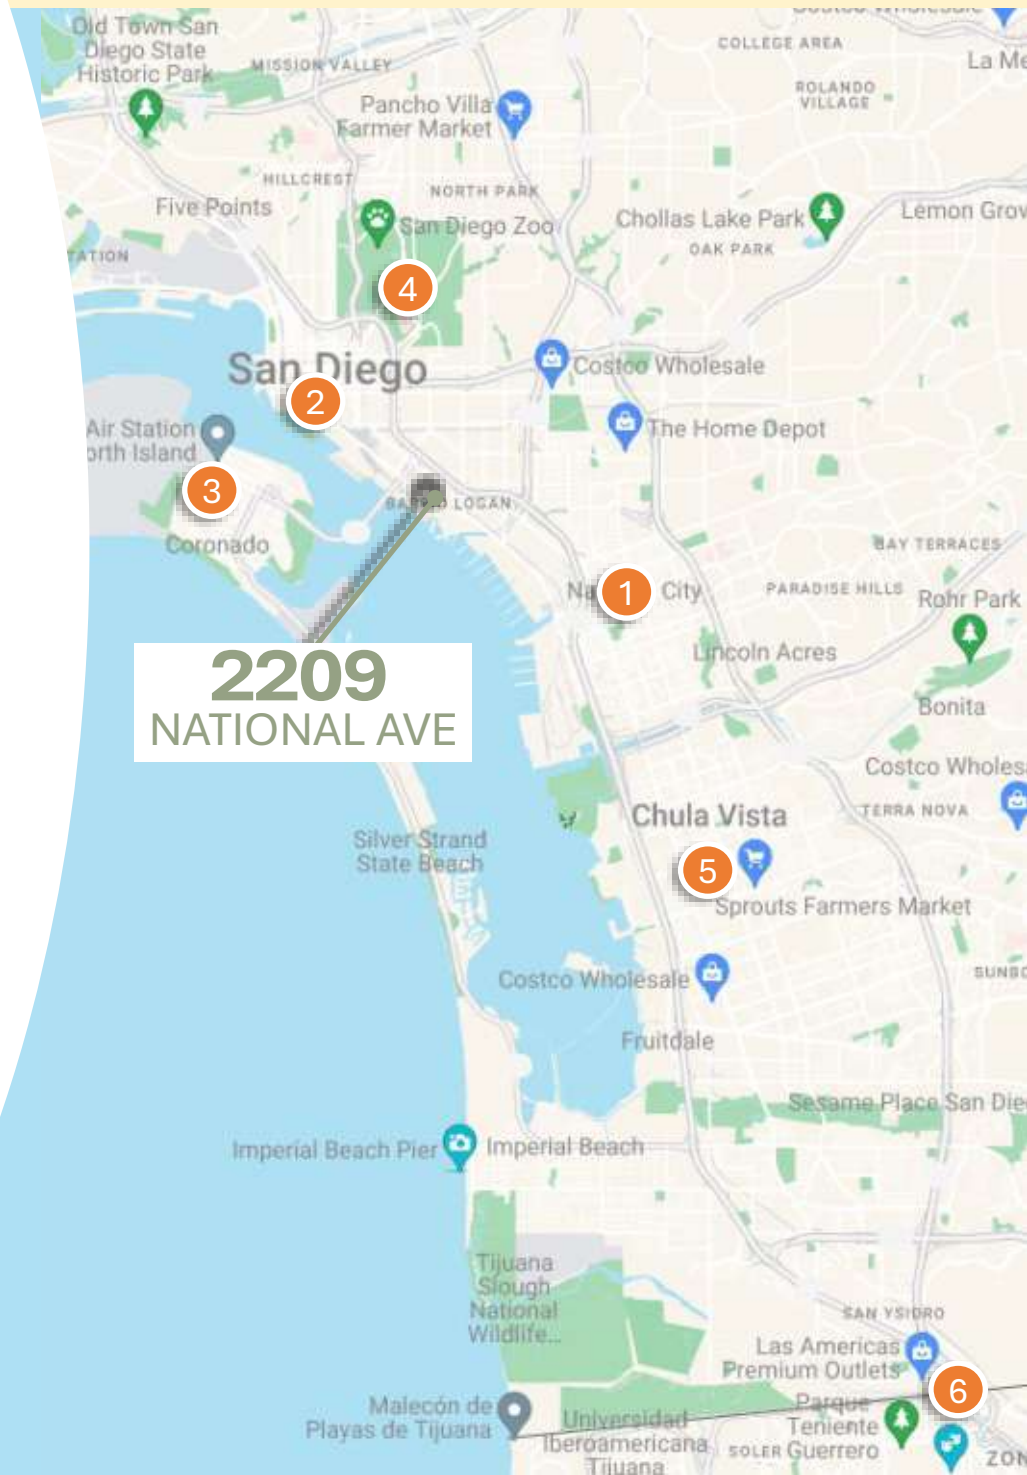 Old Town San
Diego State
Historic Park
MISSION VALLEY
COLLEGE AREA
La Me
ROLANDO
VILLAGE
Pancho Villa
Farmer Market
HILLCREST
NORTH PARK
Five Points
San Diego Zoo
Chollas Lake Park
Lemon Grov
OAK PARK
TATION
4
San Diego
Costco Wholesale
2
Air Station
orth Island
The Home Depot
3
LOGAN
Coronado
BAY TERRACES
1
City
PARADISE HILLS
Rohr Park
2209
NATIONAL AVE
Lincoln Acres
Bonita
Costco Wholes
TERRA NOVA
Chula Vista
Silver Strand
State Beach
5
Sprouts Farmers Market
Costco Wholesale
SUNBO
Fruitdale
Sesame Place San Die
Imperial Beach Pier
Imperial Beach
Tijuana
Slough
National
Wildlife...
SAN YSIDRO
Las Americas
Premium Outlets
6
Malecón de
Playas de Tijuana
Universidad
Iberoamericana
Tijuana
Parque
Teniente
Guerrero
SOLER
ZON